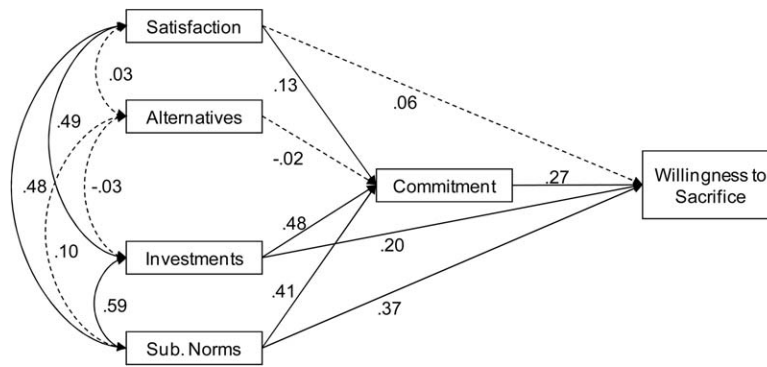 Satisfaction
.03
.13
.06
.49
Alternatives
-.02
Commitment
.27
Willingness to
Sacrifice
.48
-.03
.48
.20
.10
Investments
.41
.37
.59
Sub. Norms